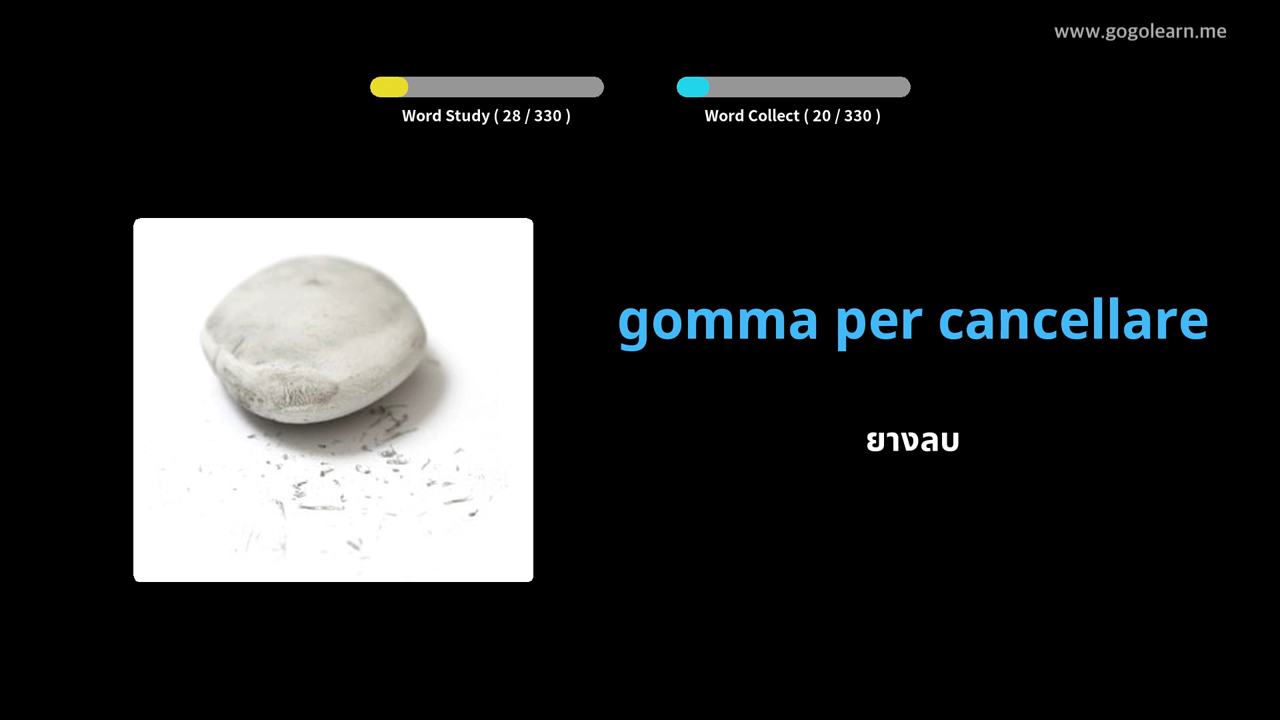 www.gogolearn.me
Word Study ( 28 / 330 )
Word Collect ( 20 / 330 )
gomma per cancellare
ยางลบ